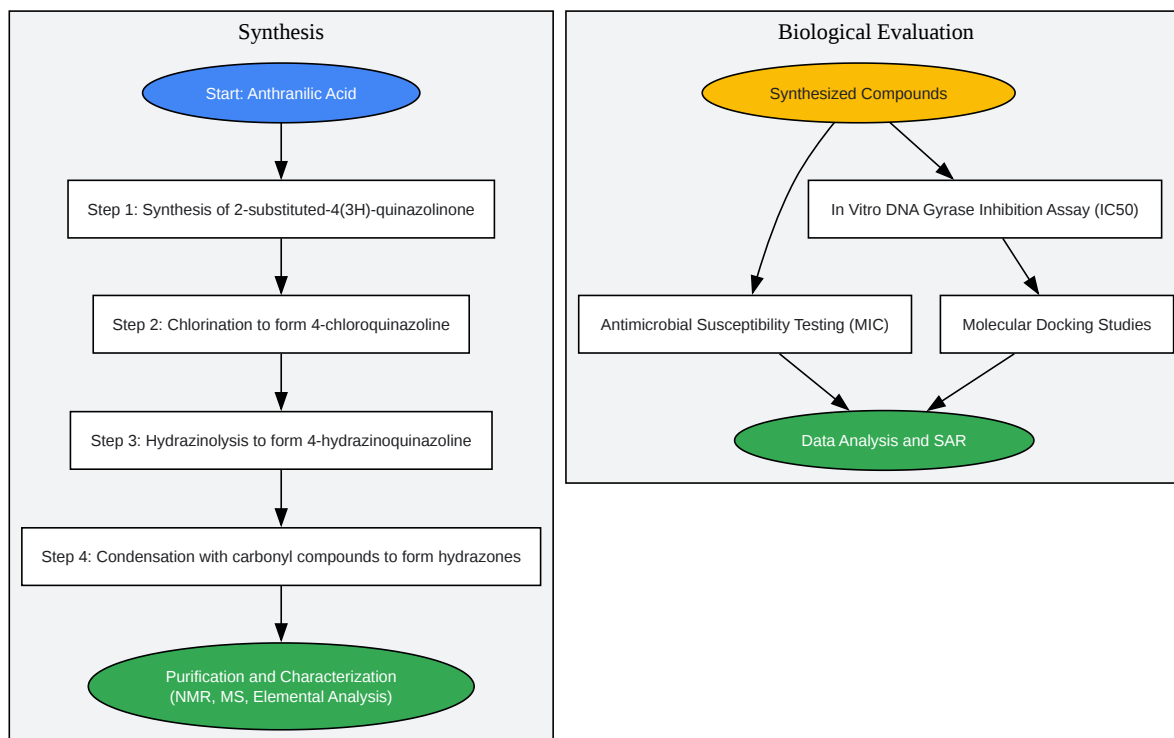 Synthesis
Start: Anthranilic Acid
Step 1: Synthesis of 2-substituted-4(3H)-quinazolinone
Step 2: Chlorination to form 4-chloroquinazoline
Step 3: Hydrazinolysis to form 4-hydrazinoquinazoline
Step 4: Condensation with carbonyl compounds to form hydrazones
Purification and Characterization
(NMR, MS, Elemental Analysis)
Biological Evaluation
Synthesized Compounds
In Vitro DNA Gyrase Inhibition Assay (IC50)
Antimicrobial Susceptibility Testing (MIC)
Molecular Docking Studies
Data Analysis and SAR